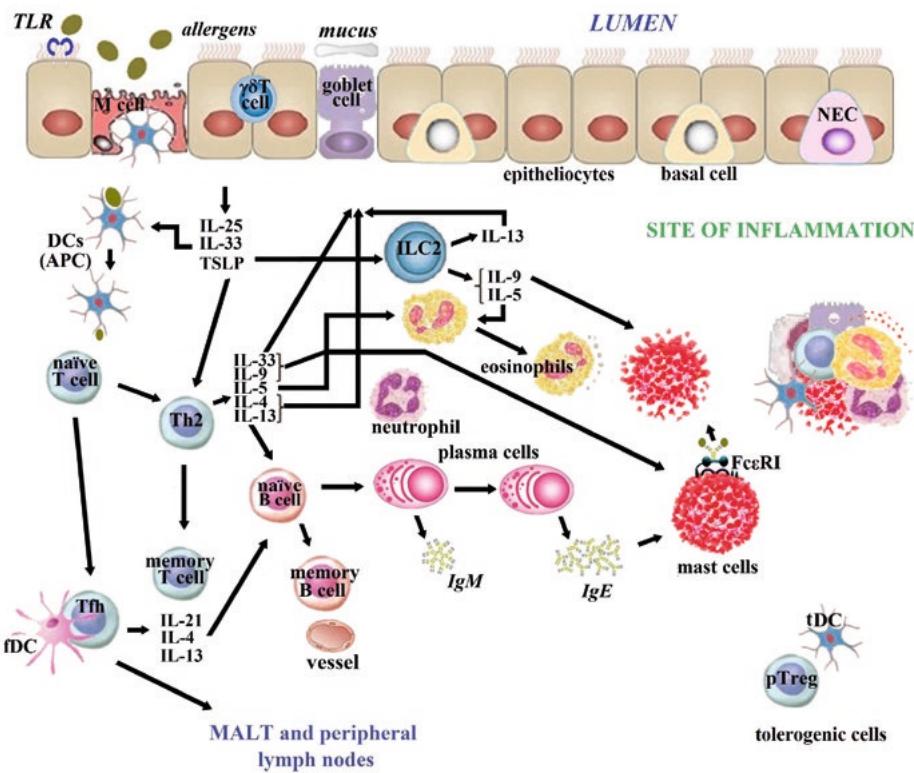 TLR
allergens
mucus
LUMEN
M cell
γδT
cell
goblet
cell
NEC
epitheliocytes
basal cell
IL-25
IL-33
TSLP
DCs
(APC)
ILC2
IL-13
SITE OF INFLAMMATION
IL-9
IL-5
eosinophils
naïve
T cell
Th2
IL-33
IL-9
IL-5
IL-4
IL-13
neutrophil
plasma cells
FcεRI
naïve
B cell
mast cells
memory
T cell
memory
B cell
IgM
IgE
Tfh
fDC
IL-21
IL-4
IL-13
vessel
tDC
pTreg
tolerogenic cells
MALT and peripheral
lymph nodes